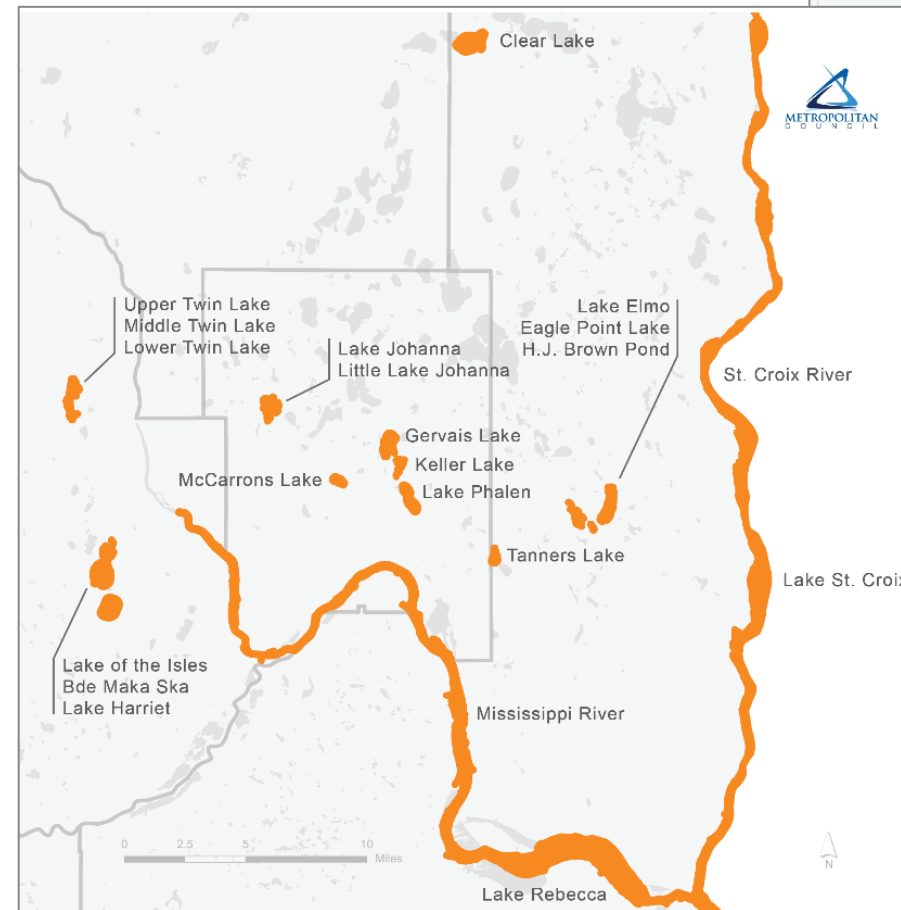 Clear Lake
METROPOLITAN
COUNCIL
Upper Twin Lake
Middle Twin Lake
Lower Twin Lake
Lake Johanna
Little Lake Johanna
Lake Elmo
Eagle Point Lake
H.J. Brown Pond
St. Croix River
Gervais Lake
Keller Lake
McCarrons Lake
Lake Phalen
Tanners Lake
Lake St. Croix
Lake of the Isles
Bde Maka Ska
Lake Harriet
Mississippi River
0 2.5 5 10
Miles
N
Lake Rebecca